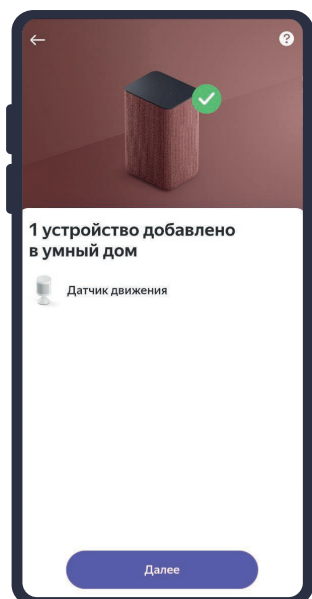 1 устройство добавлено
в умный дом
Датчик движения
Далее